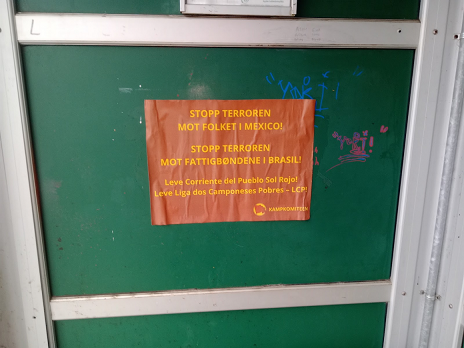 STOPP TERROREN
MOT FOLKET I MEXICO!
STOPP TERROREN
MOT FATTIGBØNDENE I BRASIL!
Leve Corriente del Pueblo Sol Rojo!
Leve Liga dos Camponeses Pobres – LCP!
KAMPKOMITEEN